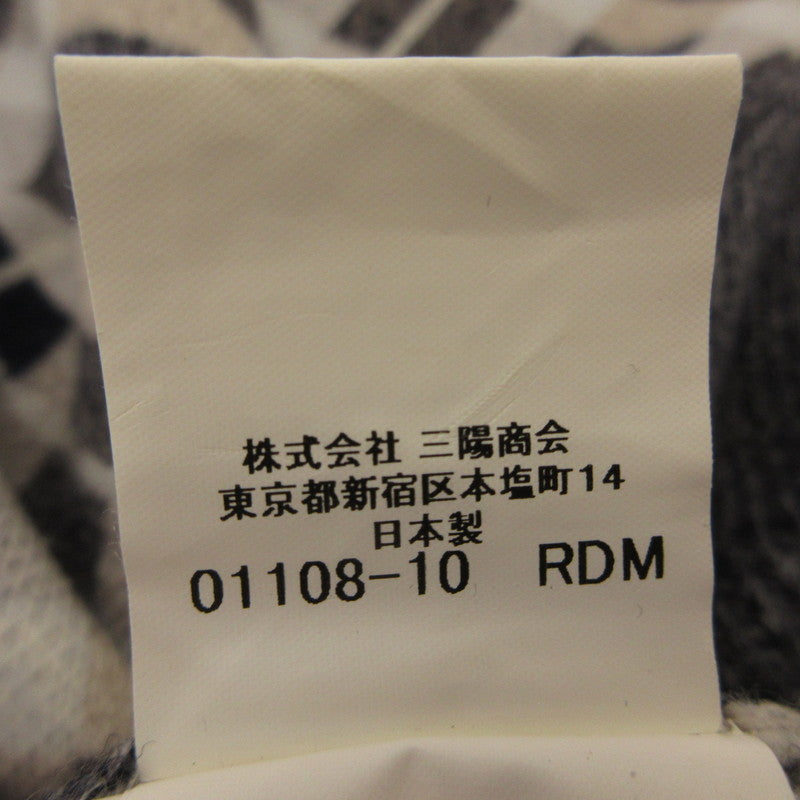 株式会社 三陽商会
東京都新宿区本塩町14
日本製
01108-10 RDM